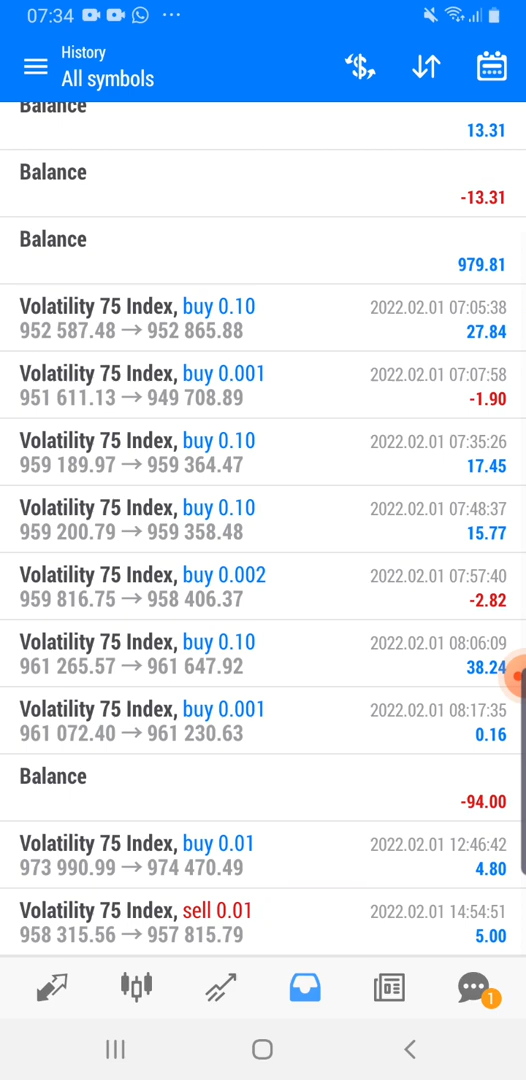 07:34
History
All symbols
Balance
13.31
Balance
-13.31
Balance
979.81
Volatility 75 Index, buy 0.10 2022.02.01 07:05:38
952 587.48 → 952 865.88 27.84
Volatility 75 Index, buy 0.001 2022.02.01 07:07:58
951 611.13 → 949 708.89 -1.90
Volatility 75 Index, buy 0.10 2022.02.01 07:35:26
959 189.97 → 959 364.47 17.45
Volatility 75 Index, buy 0.10 2022.02.01 07:48:37
959 200.79 → 959 358.48 15.77
Volatility 75 Index, buy 0.002 2022.02.01 07:57:40
959 816.75 → 958 406.37 -2.82
Volatility 75 Index, buy 0.10 2022.02.01 08:06:09
961 265.57 → 961 647.92 38.24
Volatility 75 Index, buy 0.001 2022.02.01 08:17:35
961 072.40 → 961 230.63 0.16
Balance
-94.00
Volatility 75 Index, buy 0.01 2022.02.01 12:46:42
973 990.99 → 974 470.49 4.80
Volatility 75 Index, sell 0.01 2022.02.01 14:54:51
958 315.56 → 957 815.79 5.00
1